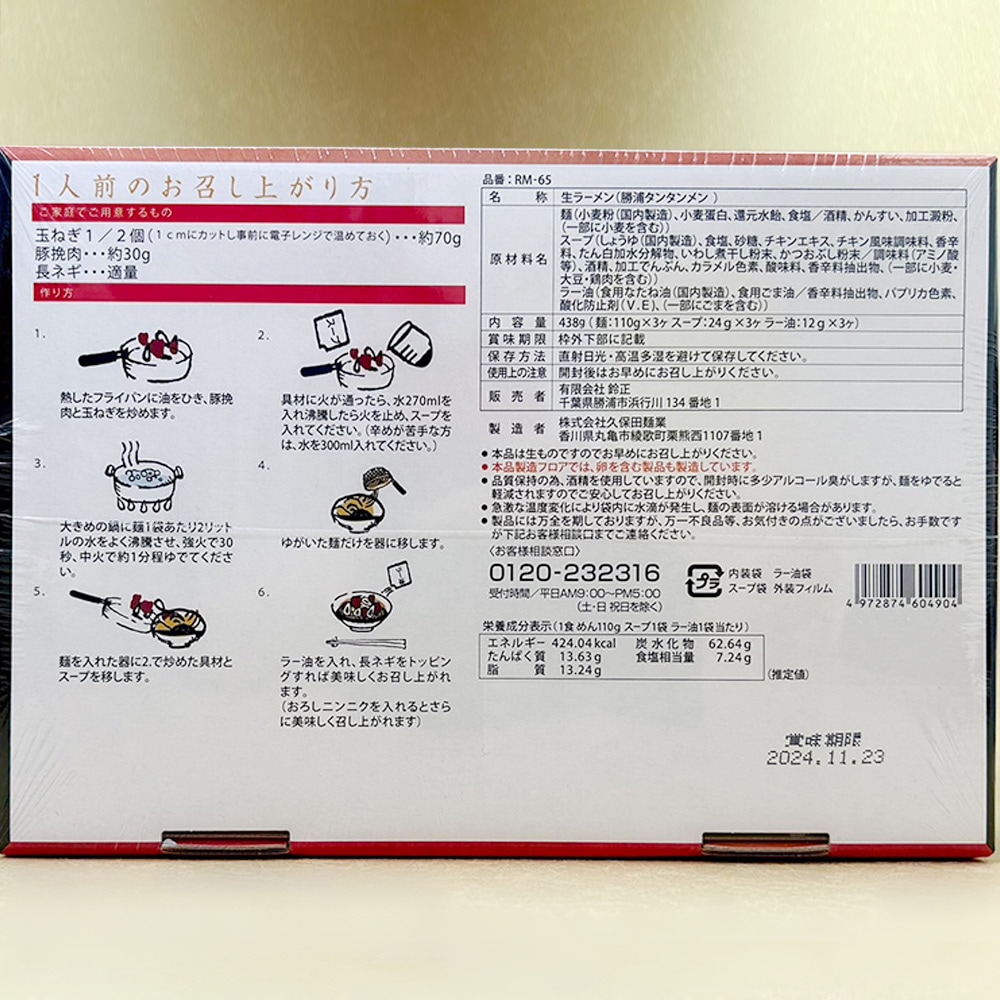 1人前のお召し上がり方
ご家庭でご用意するもの
玉ねぎ1/2個(1cmにカットし事前に電子レンジで温めておく)・・・約70g
豚挽肉・・・約30g
長ネギ・・・適量
作り方
1.
熱したフライパンに油をひき、豚挽
肉と玉ねぎを炒めます。
2.
スープ
具材に火が通ったら、水270mlを
入れ沸騰したら火を止め、スープを
入れてください。(辛めが苦手な方
は、水を300ml入れてください。)
3.
大きめの鍋に麺1袋あたり2リット
ルの水をよく沸騰させ、強火で30
秒、中火で約1分程ゆでてくださ
い。
4.
ゆがいた麺だけを器に移します。
5.
麺を入れた器に2.で炒めた具材と
スープを移します。
6.
ラー油を入れ、長ネギをトッピン
グすれば美味しくお召し上がれ
ます。
(おろしニンニクを入れるとさら
に美味しく召し上がれます)
品番:RM-65
名称 生ラーメン(勝浦タンタンメン)
原材料名 麺(小麦粉(国内製造)、小麦蛋白、還元水飴、食塩/酒精、かんすい、加工澱粉、
(一部に小麦を含む))
スープ(しょうゆ(国内製造)、食塩、砂糖、チキンエキス、チキン風味調味料、香辛
料、たん白加水分解物、いわし煮干し粉末、かつおぶし粉末/調味料(アミノ酸
等)、酒精、加工でんぷん、カラメル色素、酸味料、香辛料抽出物、(一部に小麦・
大豆・鶏肉を含む))
ラー油(食用なたね油(国内製造)、食用ごま油/香辛料抽出物、パプリカ色素、
酸化防止剤(V.E)、(一部にごまを含む))
内容量 438g(麺:110g×3ヶ スープ:24g×3ヶ ラー油:12g×3ヶ)
賞味期限 枠外下部に記載
保存方法 直射日光・高温多湿を避けて保存してください。
使用上の注意 開封後はお早めにお召し上がりください。
販売者 有限会社 鈴正
千葉県勝浦市浜行川 134 番地 1
製造者 株式会社久保田麺業
香川県丸亀市綾歌町栗熊西1107番地1
●本品は生ものですのでお早めにお召し上がりください。
●本品製造フロアでは、卵を含む製品も製造しています。
●品質保持の為、酒精を使用していますので、開封時に多少アルコール臭がしますが、麺をゆでると
軽減されますのでご安心してお召し上がりください。
●急激な温度変化により袋内に水滴が発生し、麺の表面が溶ける場合があります。
●製品には万全を期しておりますが、万一不良品等、お気付きの点がございましたら、お手数です
が下記お客様相談口までご連絡ください。
〈お客様相談窓口〉
0120-232316
受付時間/平日AM9:00〜PM5:00
(土・日 祝日を除く)
プラ
内装袋 ラー油袋
スープ袋 外装フィルム
4 972874 604904
栄養成分表示(1食 めん110g スープ1袋 ラー油1袋当たり)
エネルギー 424.04kcal 炭水化物 62.64g
たんぱく質 13.63g 食塩相当量 7.24g
脂質 13.24g
(推定値)
賞味期限
2024.11.23